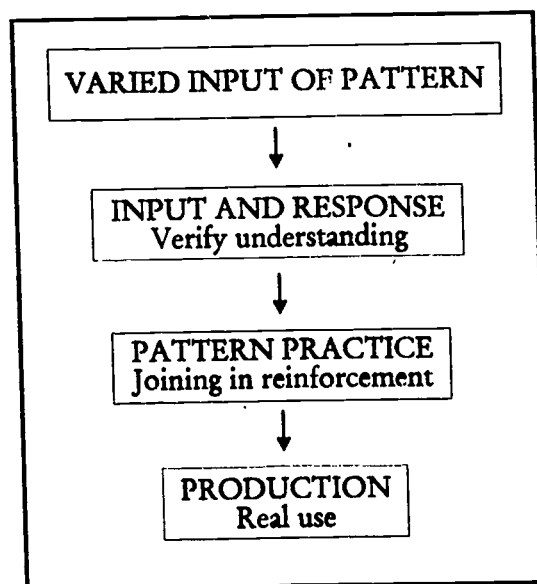 VARIED INPUT OF PATTERN
INPUT AND RESPONSE
Verify understanding
PATTERN PRACTICE
Joining in reinforcement
PRODUCTION
Real use